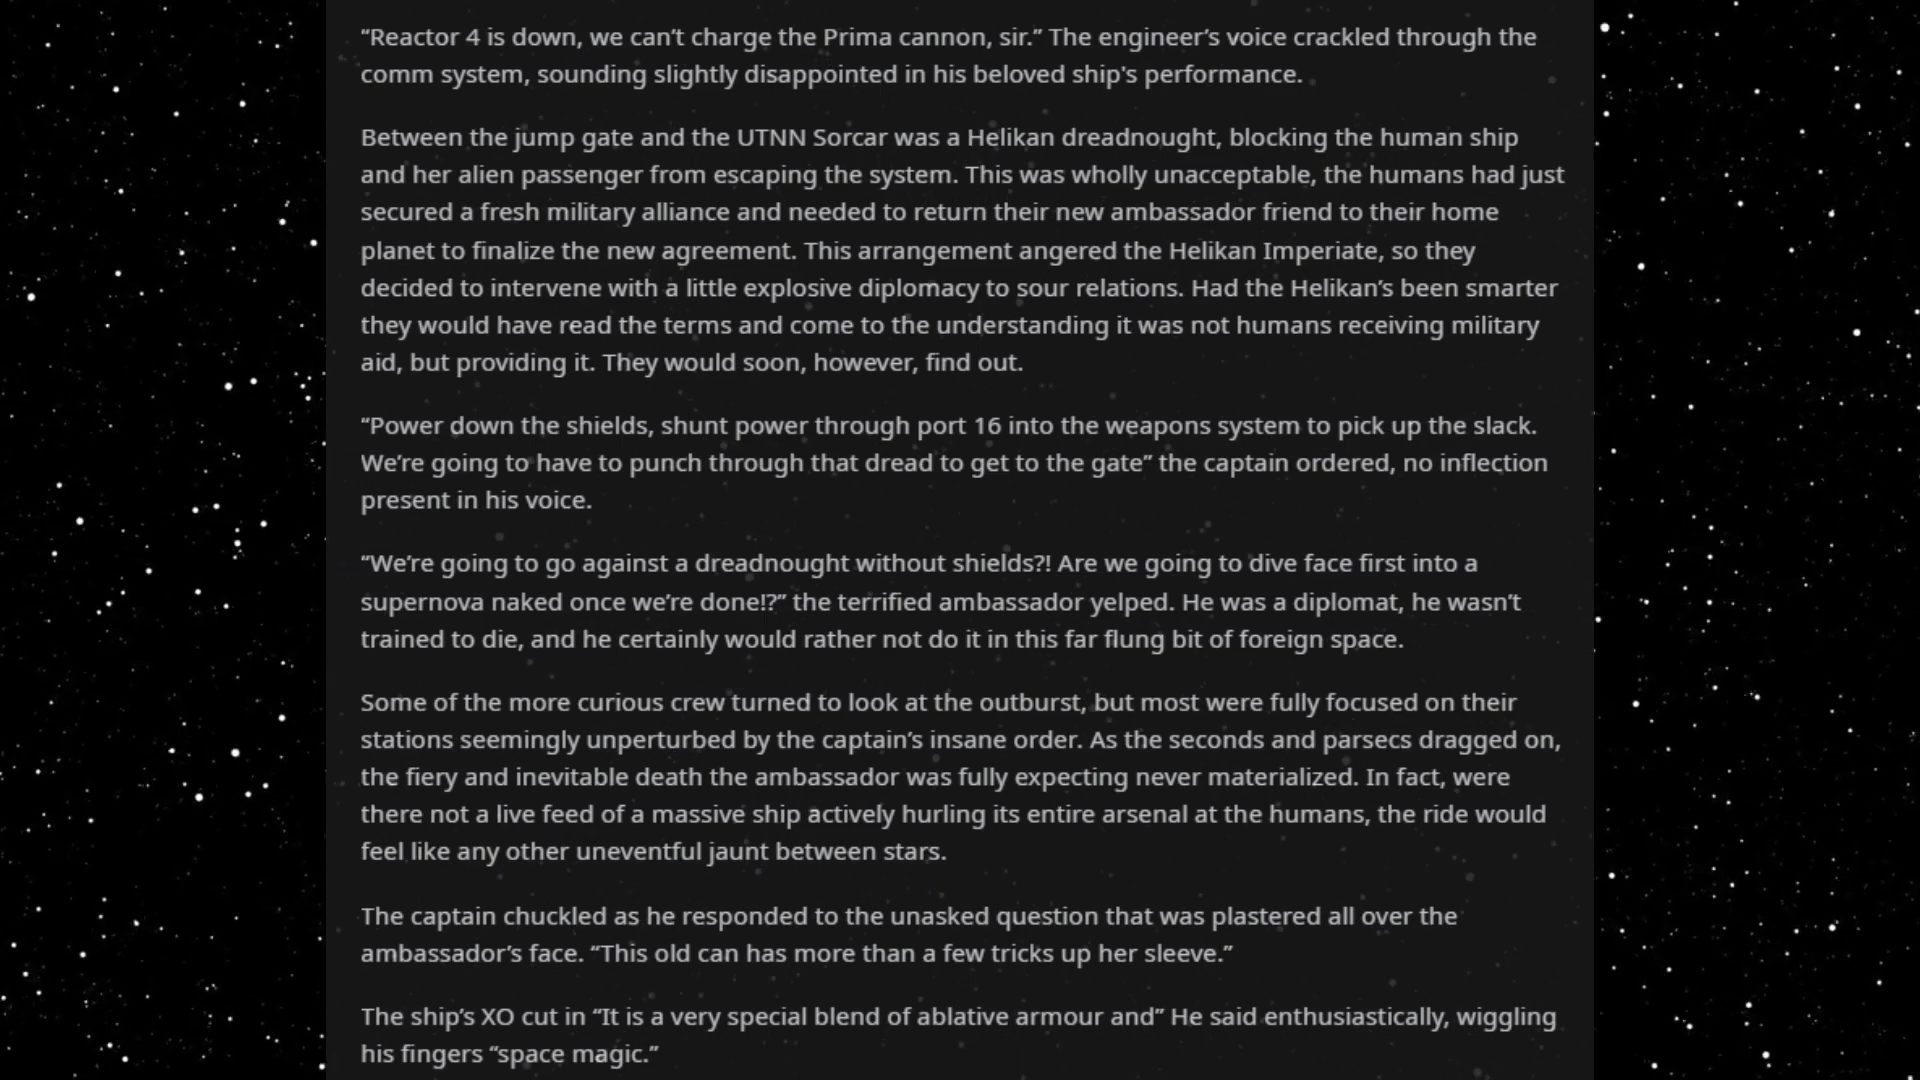 “Reactor 4 is down, we can’t charge the Prima cannon, sir.” The engineer’s voice crackled through the
comm system, sounding slightly disappointed in his beloved ship's performance.
Between the jump gate and the UTNN Sorcar was a Helikan dreadnought, blocking the human ship
and her alien passenger from escaping the system. This was wholly unacceptable, the humans had just
secured a fresh military alliance and needed to return their new ambassador friend to their home
planet to finalize the new agreement. This arrangement angered the Helikan Imperiate, so they
decided to intervene with a little explosive diplomacy to sour relations. Had the Helikan’s been smarter
they would have read the terms and come to the understanding it was not humans receiving military
aid, but providing it. They would soon, however, find out.
“Power down the shields, shunt power through port 16 into the weapons system to pick up the slack.
We’re going to have to punch through that dread to get to the gate” the captain ordered, no inflection
present in his voice.
“We’re going to go against a dreadnought without shields?! Are we going to dive face first into a
supernova naked once we’re done!?” the terrified ambassador yelped. He was a diplomat, he wasn’t
trained to die, and he certainly would rather not do it in this far flung bit of foreign space.
Some of the more curious crew turned to look at the outburst, but most were fully focused on their
stations seemingly unperturbed by the captain’s insane order. As the seconds and parsecs dragged on,
the fiery and inevitable death the ambassador was fully expecting never materialized. In fact, were
there not a live feed of a massive ship actively hurling its entire arsenal at the humans, the ride would
feel like any other uneventful jaunt between stars.
The captain chuckled as he responded to the unasked question that was plastered all over the
ambassador’s face. “This old can has more than a few tricks up her sleeve.”
The ship’s XO cut in “It is a very special blend of ablative armour and” He said enthusiastically, wiggling
his fingers “space magic.”